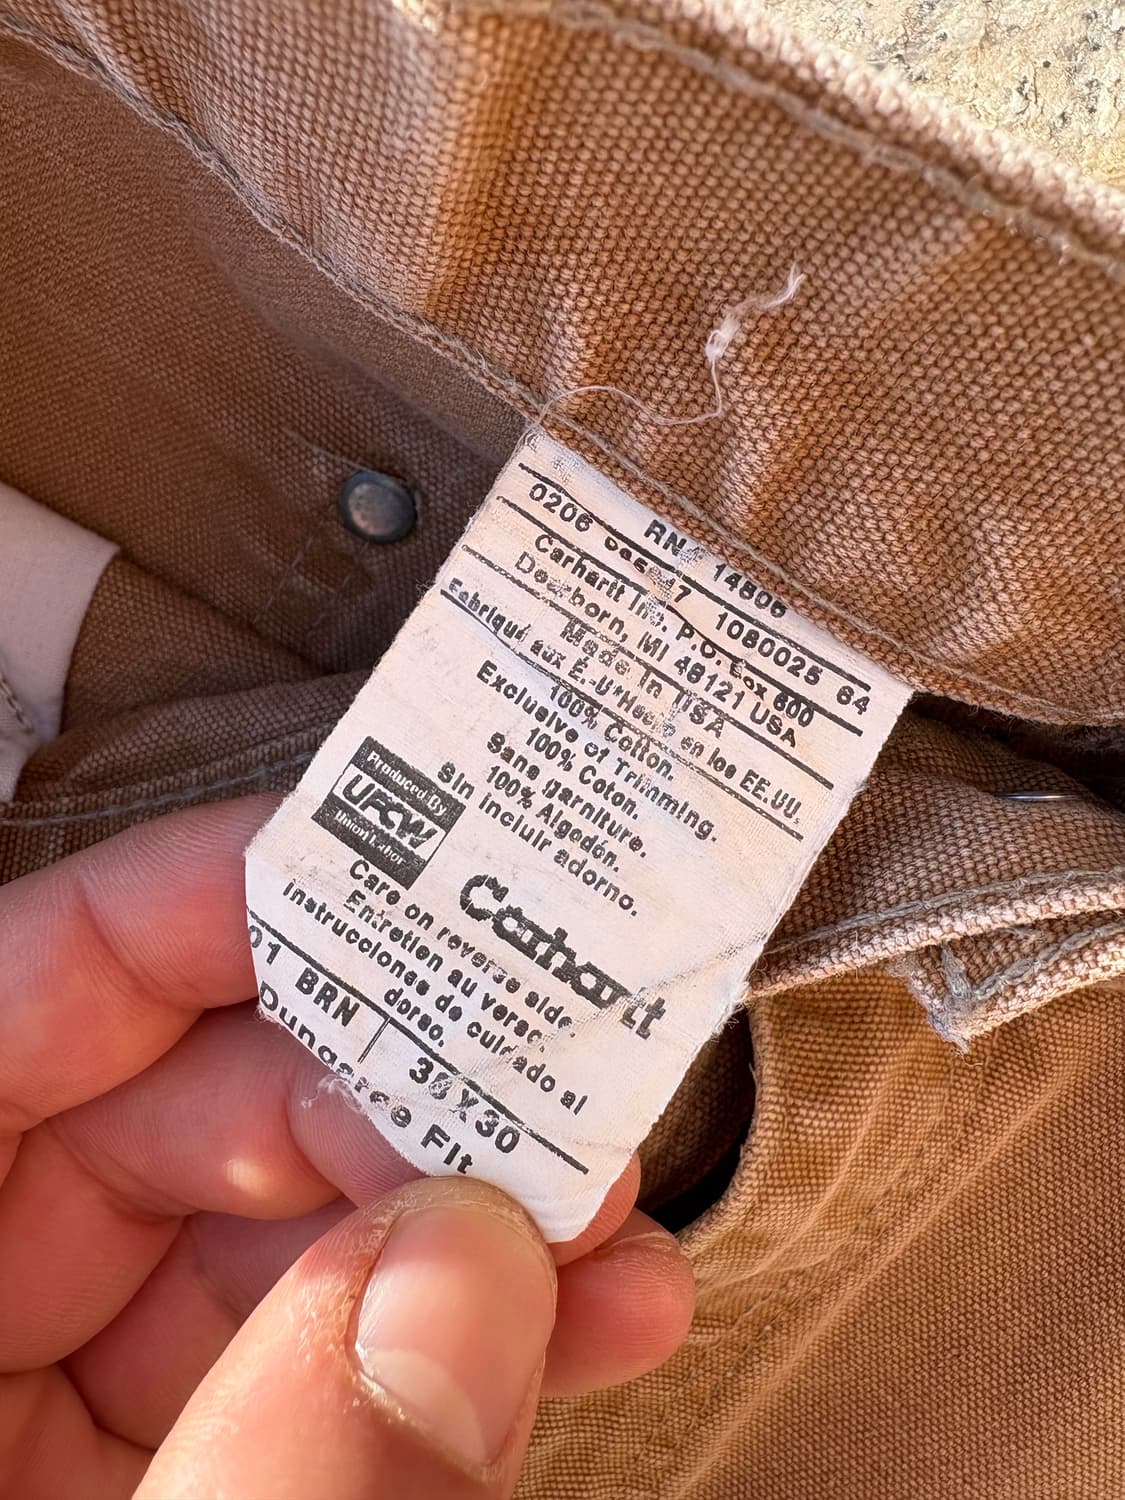 RN 14806
0206 1080025 64
Carhartt Inc. P.O. Box 600
Dearborn, MI 48121 USA
Made in USA
Fabriqué aux É.-U*Hecho en los EE.UU.
100% Cotton.
Exclusive of Trimming.
100% Coton.
Sans garniture.
100% Algodón.
Sin incluir adorno.
Produced By
UFCW
Union Labor
Carhartt
Care on reverse side.
Entretien au verso.
Instrucciones de cuidado al
dorso.
01 BRN X30
Dungaree Fit